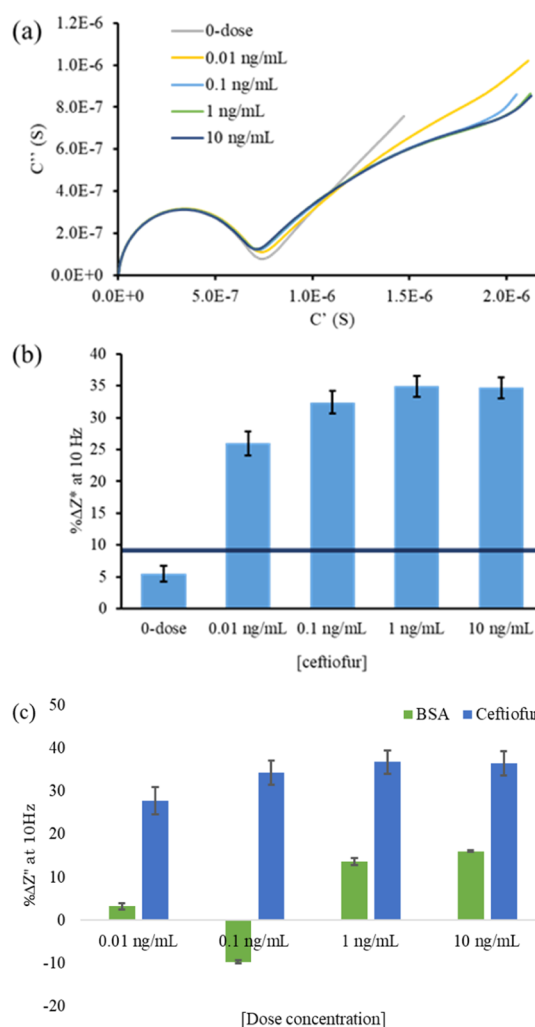 (a)
1.2E-6
1.0E-6
8.0E-7
6.0E-7
4.0E-7
2.0E-7
0.0E+0
C'' (S)
0-dose
0.01 ng/mL
0.1 ng/mL
1 ng/mL
10 ng/mL
0.0E+0 5.0E-7 1.0E-6 1.5E-6 2.0E-6
C' (S)
(b)
40
35
30
25
20
15
10
5
0
%ΔZ* at 10 Hz
0-dose 0.01 ng/mL 0.1 ng/mL 1 ng/mL 10 ng/mL
[ceftiofur]
(c)
50
40
30
20
10
0
-10
-20
%ΔZ" at 10Hz
BSA Ceftiofur
0.01 ng/mL 0.1 ng/mL 1 ng/mL 10 ng/mL
[Dose concentration]